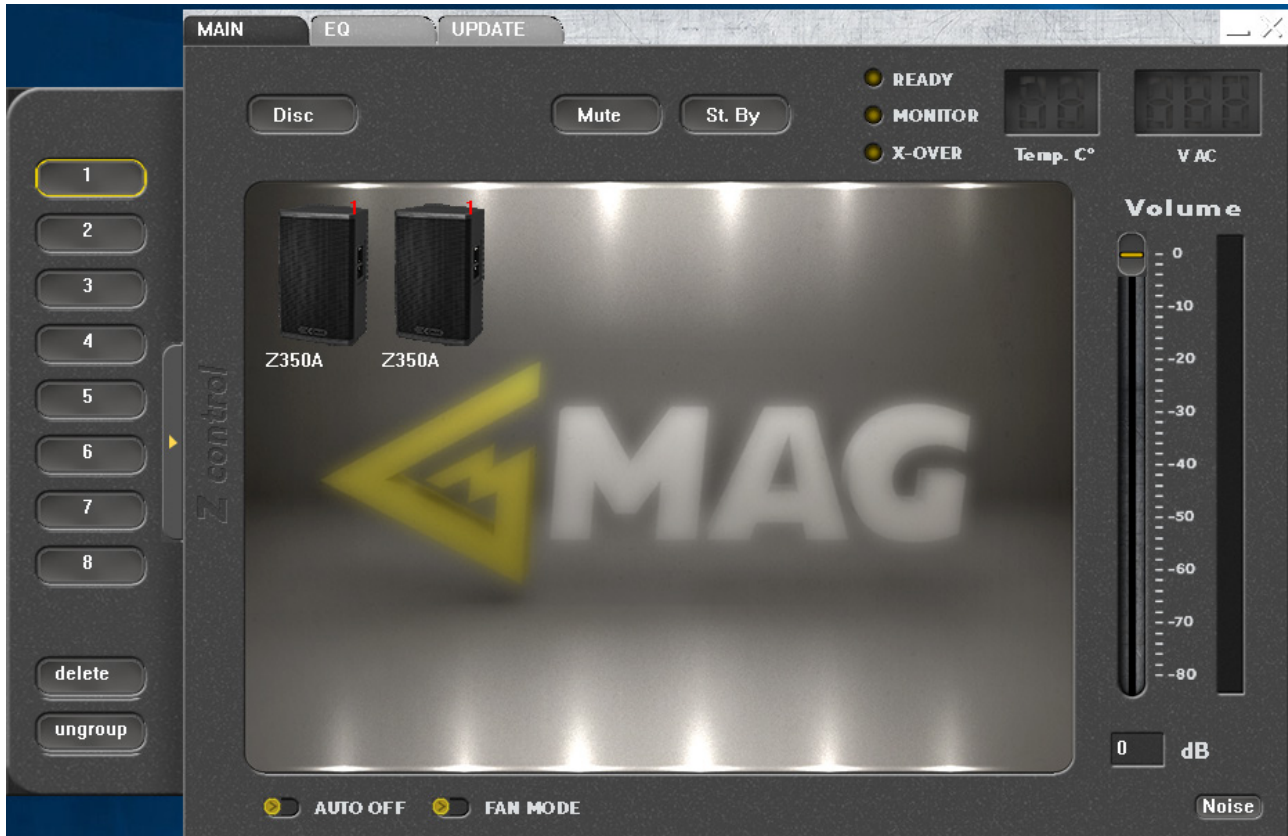 MAIN EQ UPDATE
READY
Disc Mute St. By MONITOR
X-OVER Temp. C° V AC
1
2
3
4
5
6
7
8
delete
ungroup
Z control
1 1
Z350A Z350A
MAG
Volume
0
-10
-20
-30
-40
-50
-60
-70
-80
0 dB
AUTO OFF FAN MODE
Noise